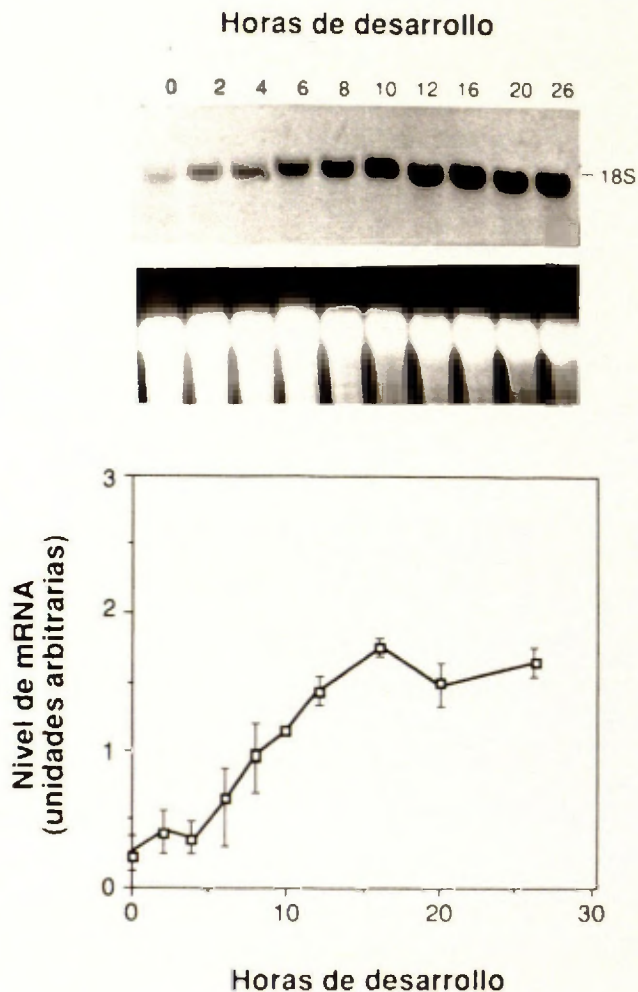 Horas de desarrollo
0 2 4 6 8 10 12 16 20 26
18S
3
2
1
0
Nivel de mRNA
(unidades arbitrarias)
0 10 20 30
Horas de desarrollo